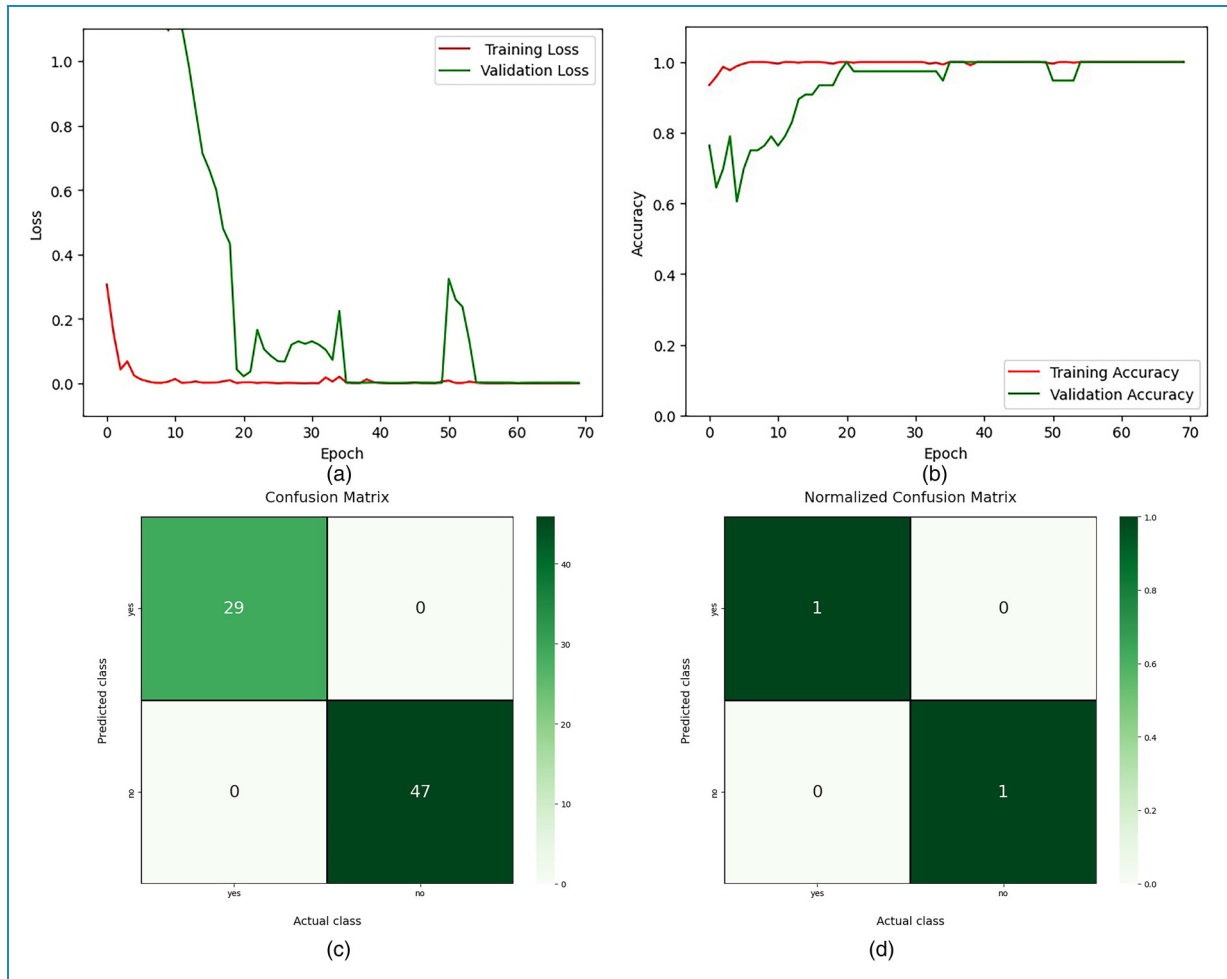 Training Loss
Validation Loss
1.0
0.8
0.6
0.4
0.2
0.0
Loss
0 10 20 30 40 50 60 70
Epoch
(a)
1.0
0.8
0.6
0.4
0.2
0.0
Accuracy
Training Accuracy
Validation Accuracy
0 10 20 30 40 50 60 70
Epoch
(b)
Confusion Matrix
Predicted class
yes
no
29 0
0 47
yes no
Actual class
40
30
20
10
0
(c)
Normalized Confusion Matrix
Predicted class
yes
no
1 0
0 1
yes no
Actual class
1.0
0.8
0.6
0.4
0.2
0.0
(d)